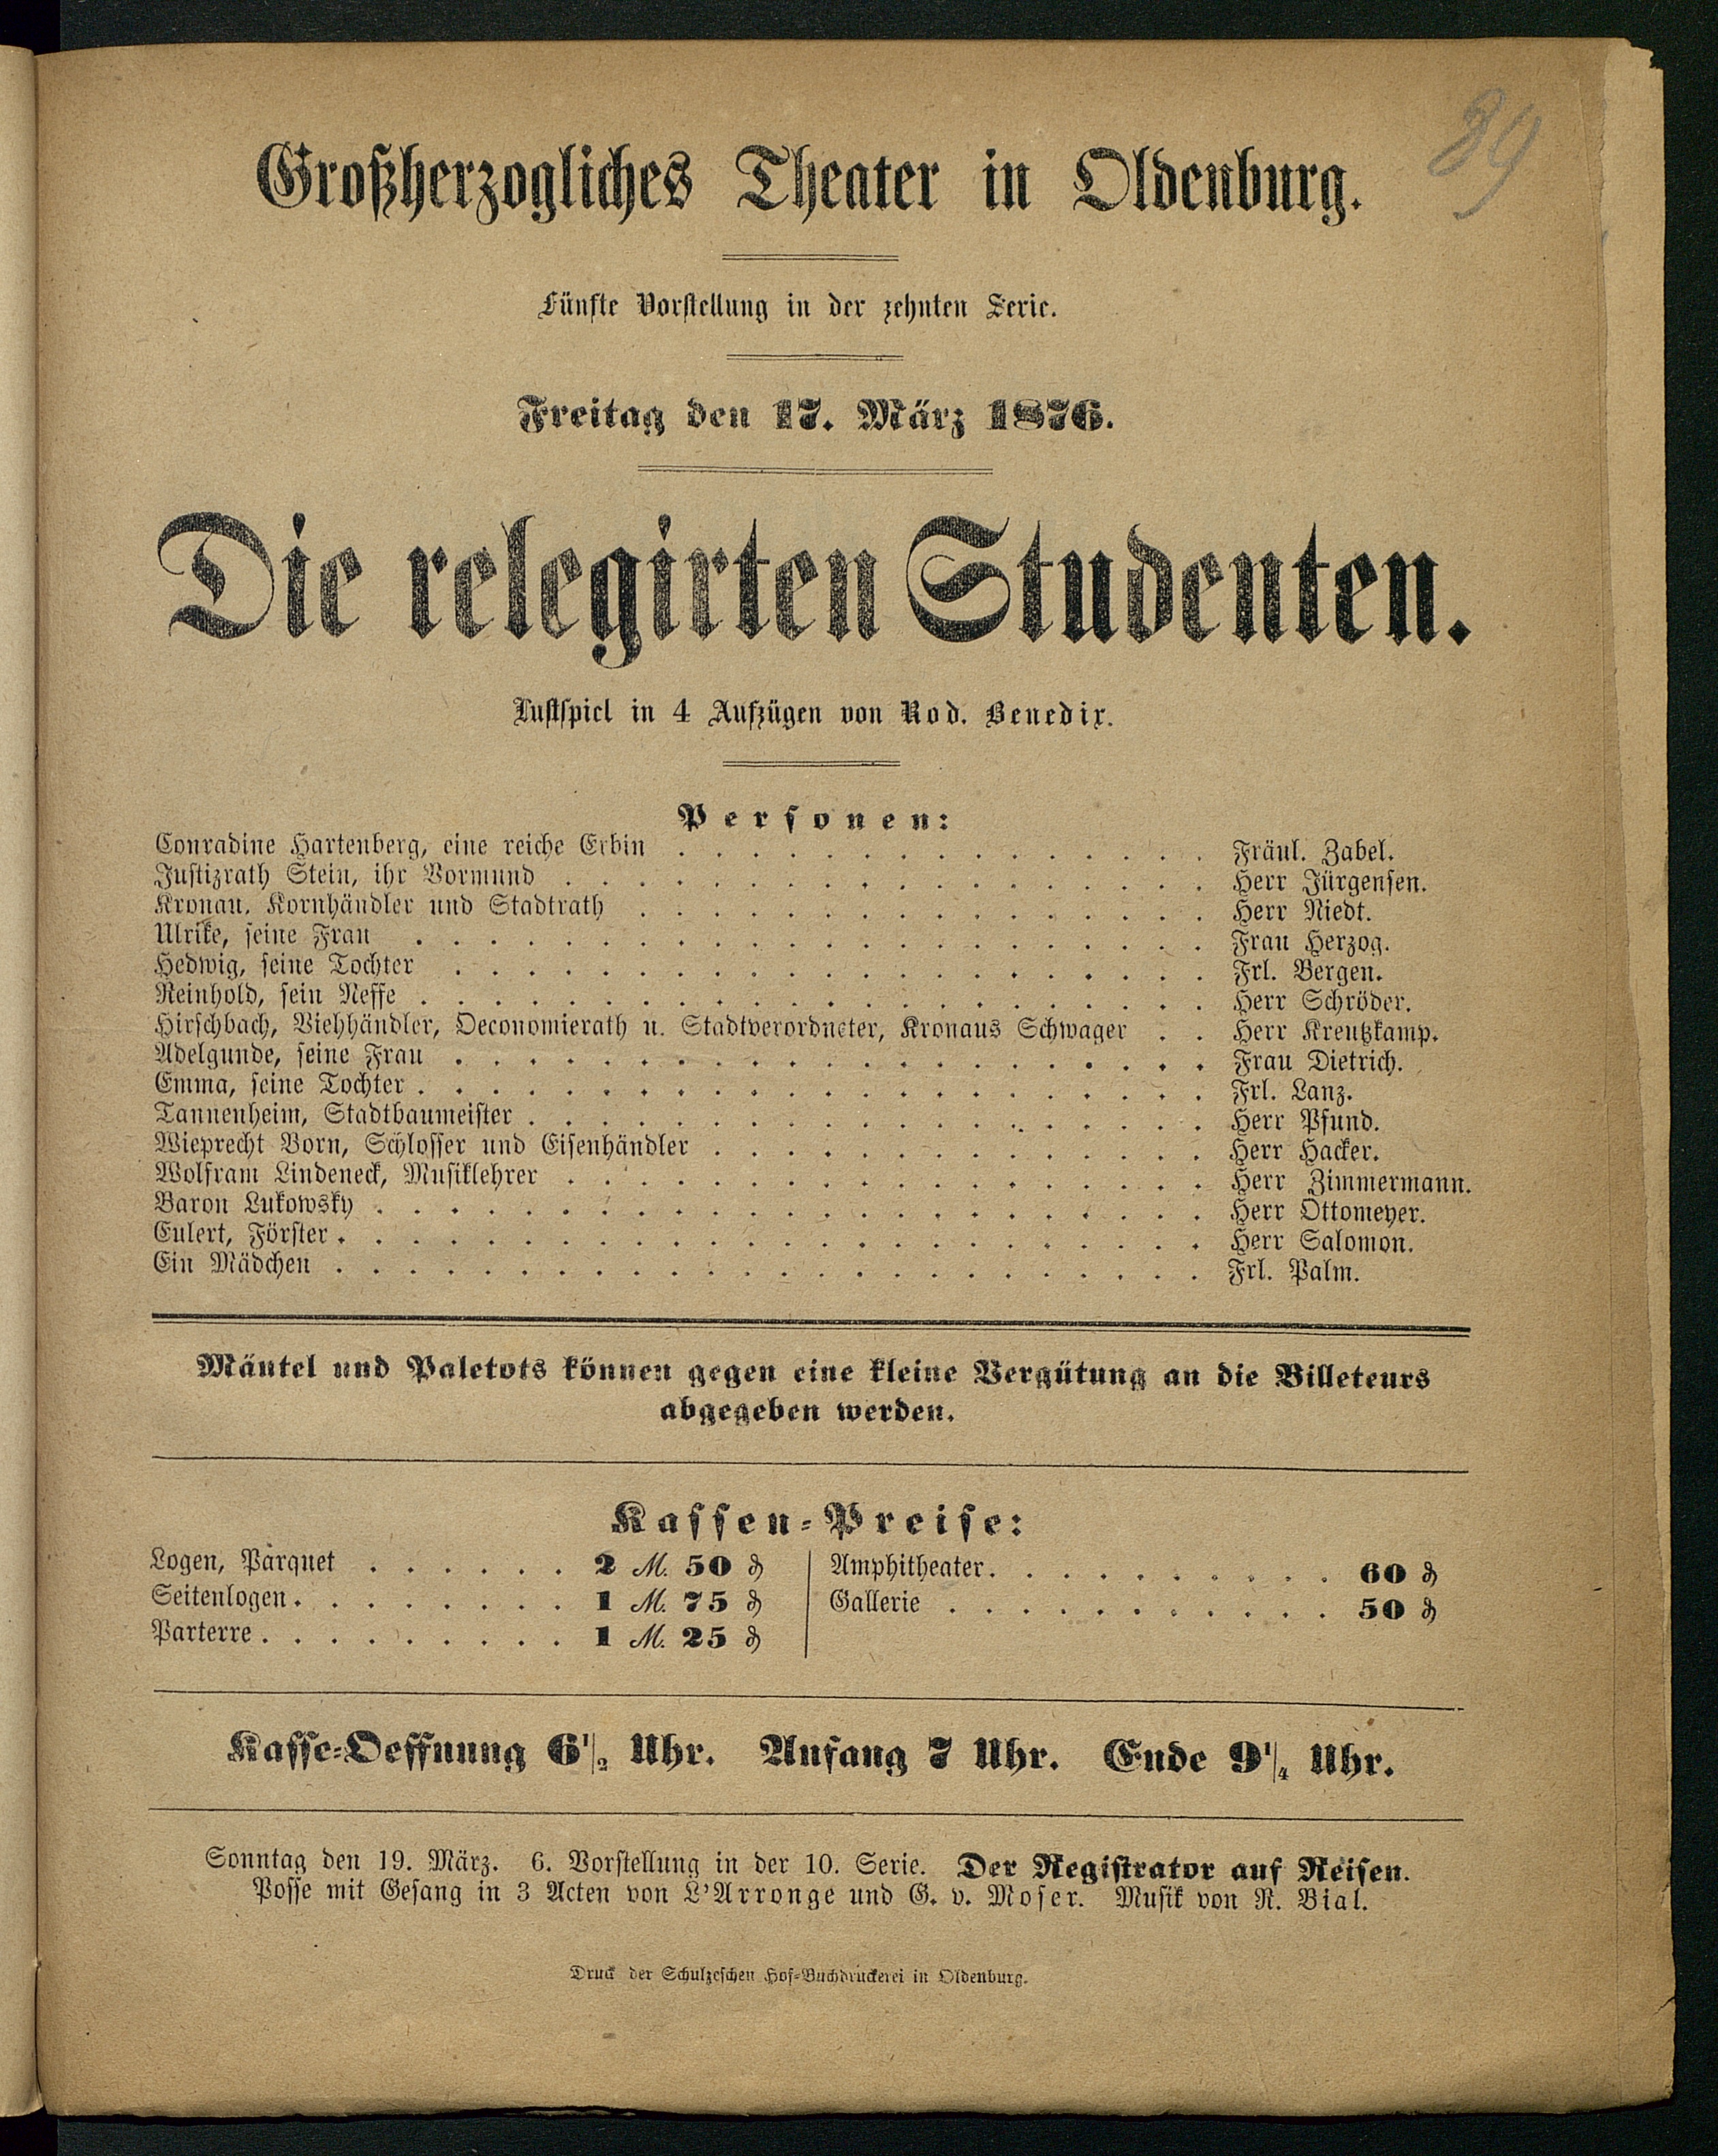 89
Großherzogliches Theater in Oldenburg.
Fünfte Vorstellung in der zehnten Serie.
Freitag den 17. März 1876.
Die relegirten Studenten.
Lustspiel in 4 Aufzügen von Rod. Benedix.
Personen:
Conradine Hartenberg, eine reiche Erbin . . . . . . . . . . . . . . . Fräul. Zabel.
Justizrath Stein, ihr Vormund . . . . . . . . . . . . . . . . . . Herr Jürgensen.
Kronau. Kornhändler und Stadtrath . . . . . . . . . . . . . . . . Herr Niedt.
Ulrike, seine Frau . . . . . . . . . . . . . . . . . . . . . . Frau Herzog.
Hedwig, seine Tochter . . . . . . . . . . . . . . . . . . . . . Frl. Bergen.
Reinhold, sein Neffe . . . . . . . . . . . . . . . . . . . . . . Herr Schröder.
Hirschbach, Viehhändler, Oeconomierath u. Stadtverordneter, Kronaus Schwager . . Herr Kreutzkamp.
Adelgunde, seine Frau . . . . . . . . . . . . . . . . . . . . . Frau Dietrich.
Emma, seine Tochter . . . . . . . . . . . . . . . . . . . . . . Frl. Lanz.
Tannenheim, Stadtbaumeister . . . . . . . . . . . . . . . . . . . Herr Pfund.
Wieprecht Born, Schlosser und Eisenhändler . . . . . . . . . . . . . . Herr Hacker.
Wolfram Lindeneck, Musiklehrer . . . . . . . . . . . . . . . . . . Herr Zimmermann.
Baron Lukowsky . . . . . . . . . . . . . . . . . . . . . . . Herr Ottomeyer.
Eulert, Förster . . . . . . . . . . . . . . . . . . . . . . . . Herr Salomon.
Ein Mädchen . . . . . . . . . . . . . . . . . . . . . . . . Frl. Palm.
Mäntel und Paletots können gegen eine kleine Vergütung an die Billeteurs
abgegeben werden.
Kassen-Preise:
Logen, Parquet . . . . . . 2 M. 50 ₰
Seitenlogen . . . . . . . . 1 M. 75 ₰
Parterre . . . . . . . . . 1 M. 25 ₰
Amphitheater . . . . . . . . . . 60 ₰
Gallerie . . . . . . . . . . . 50 ₰
Kasse-Oeffnung 6½ Uhr. Anfang 7 Uhr. Ende 9¼ Uhr.
Sonntag den 19. März. 6. Vorstellung in der 10. Serie. Der Registrator auf Reisen.
Posse mit Gesang in 3 Acten von L'Arronge und G. v. Moser. Musik von R. Bial.
Druck der Schulzeschen Hof-Buchdruckerei in Oldenburg.